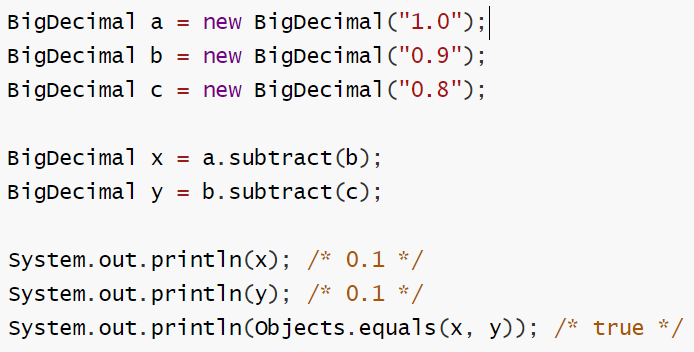 BigDecimal a = new BigDecimal("1.0");
BigDecimal b = new BigDecimal("0.9");
BigDecimal c = new BigDecimal("0.8");
BigDecimal x = a.subtract(b);
BigDecimal y = b.subtract(c);
System.out.println(x); /* 0.1 */
System.out.println(y); /* 0.1 */
System.out.println(Objects.equals(x, y)); /* true */